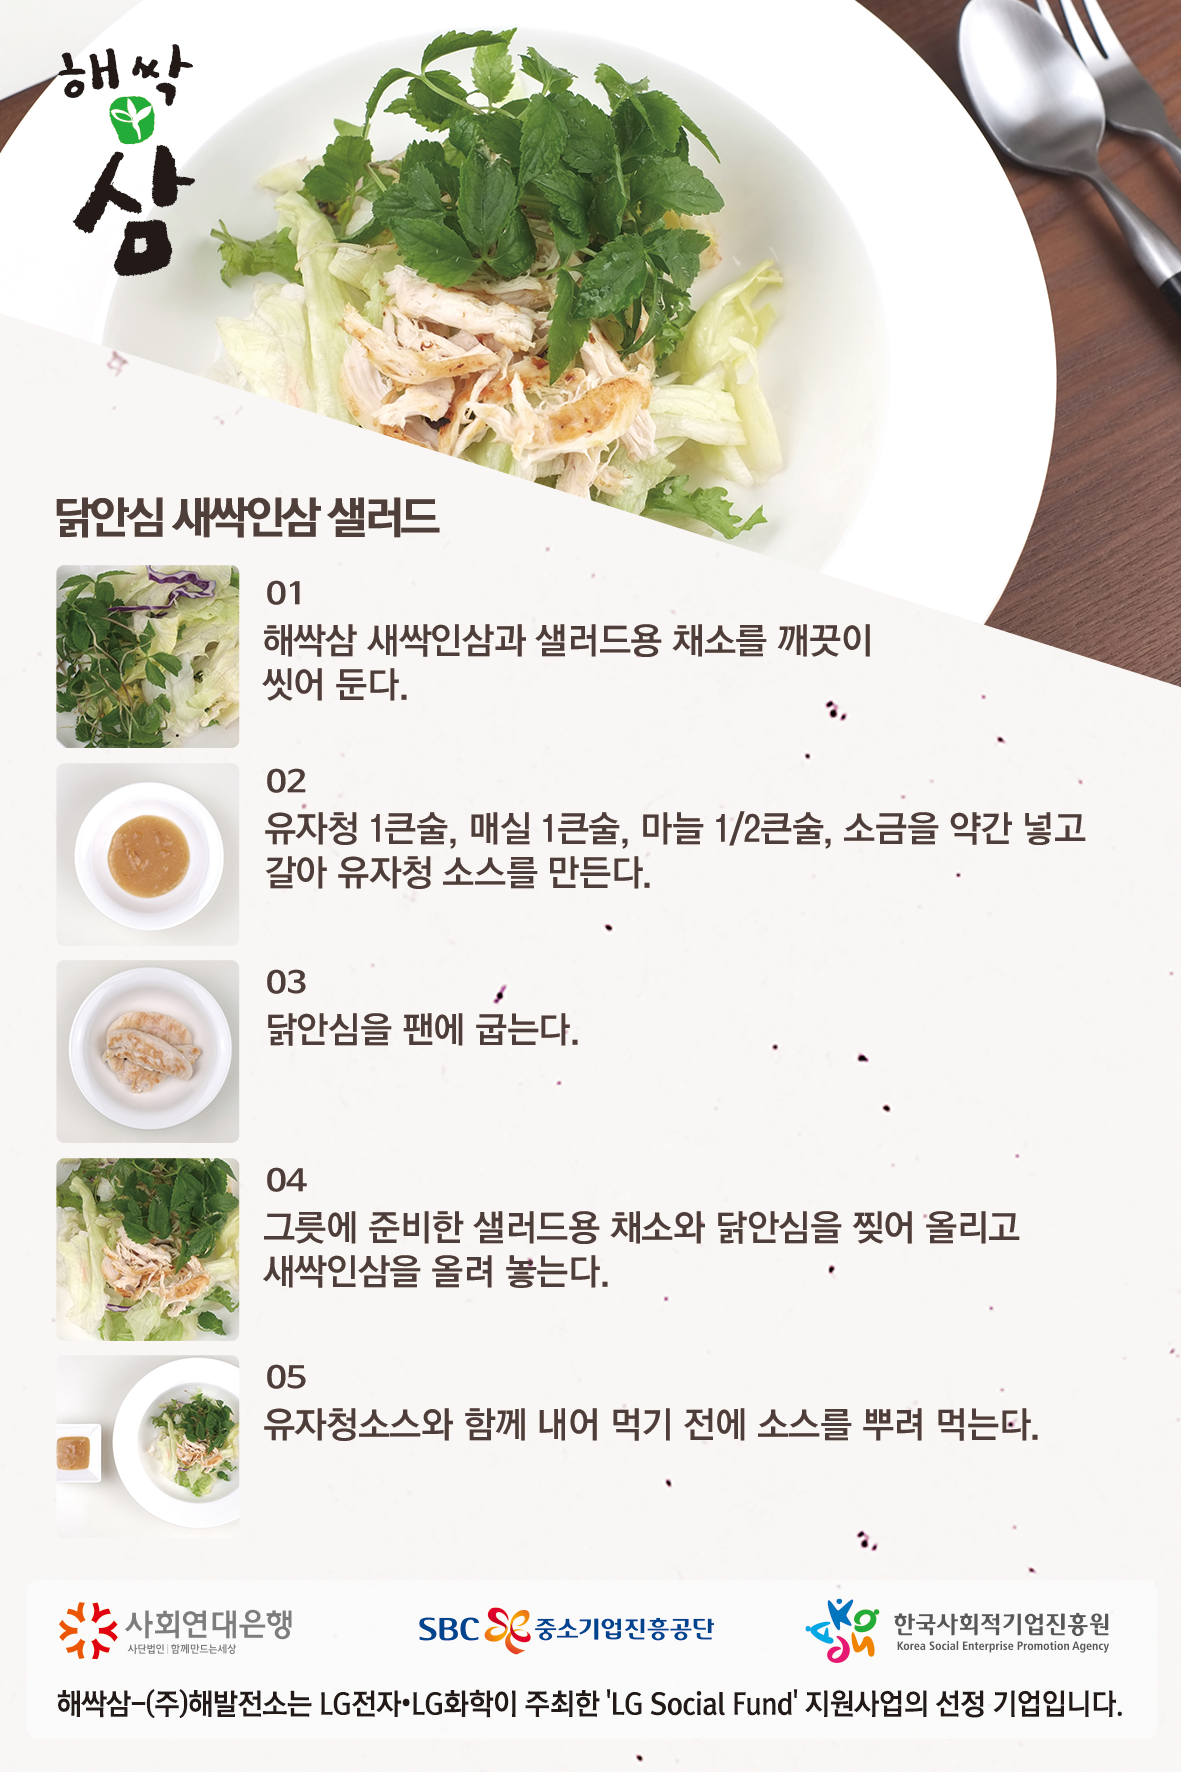 해싹
삼
닭안심 새싹인삼 샐러드
01
해싹삼 새싹인삼과 샐러드용 채소를 깨끗이
씻어 둔다.
02
유자청 1큰술, 매실 1큰술, 마늘 1/2큰술, 소금을 약간 넣고
갈아 유자청 소스를 만든다.
03
닭안심을 팬에 굽는다.
04
그릇에 준비한 샐러드용 채소와 닭안심을 찢어 올리고
새싹인삼을 올려 놓는다.
05
유자청소스와 함께 내어 먹기 전에 소스를 뿌려 먹는다.
사회연대은행
사단법인|함께만드는세상
SBC 중소기업진흥공단
한국사회적기업진흥원
Korea Social Enterprise Promotion Agency
해싹삼-(주)해발전소는 LG전자•LG화학이 주최한 'LG Social Fund' 지원사업의 선정 기업입니다.